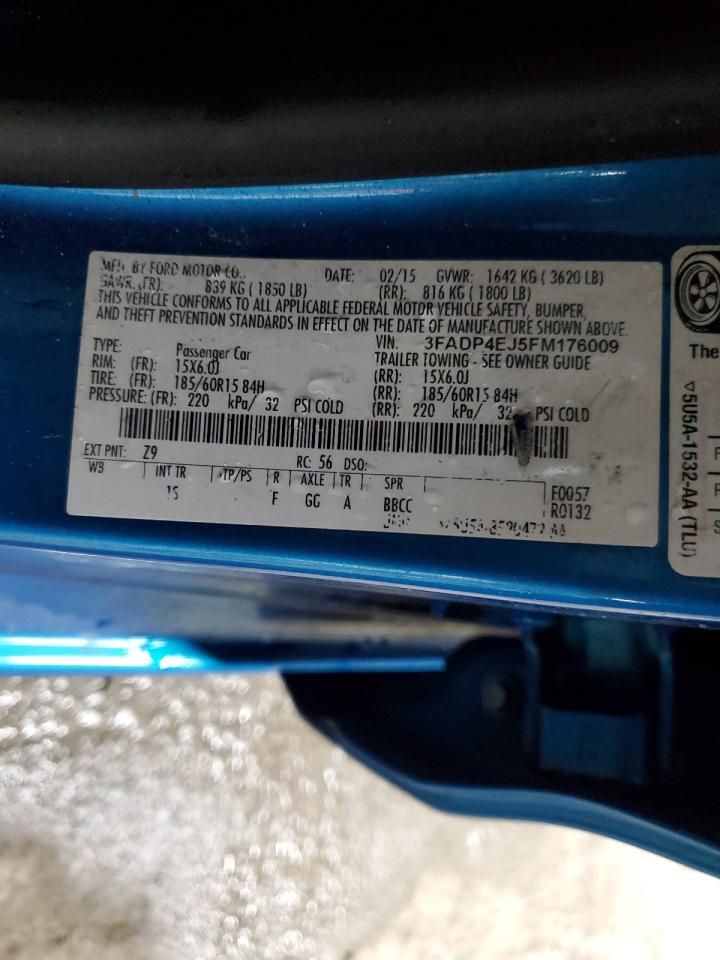 MFD. BY FORD MOTOR CO. DATE: 02/15 GVWR: 1642 KG ( 3620 LB)
GAWR: (FR): 839 KG ( 1850 LB) (RR): 816 KG ( 1800 LB)
THIS VEHICLE CONFORMS TO ALL APPLICABLE FEDERAL MOTOR VEHICLE SAFETY, BUMPER,
AND THEFT PREVENTION STANDARDS IN EFFECT ON THE DATE OF MANUFACTURE SHOWN ABOVE.
VIN. 3FADP4EJ5FM176009
TYPE: Passenger Car TRAILER TOWING - SEE OWNER GUIDE
RIM: (FR): 15X6.0J (RR): 15X6.0J
TIRE: (FR): 185/60R15 84H (RR): 185/60R15 84H
PRESSURE: (FR): 220 kPa/ 32 PSI COLD (RR): 220 kPa/ 32 PSI COLD
EXT PNT: Z9 RC: 56 DSO:
WB INT TR TP/PS R AXLE TR SPR F0057
F GG A BBCC R0132
The
▽5U5A-1532-AA (TLU)